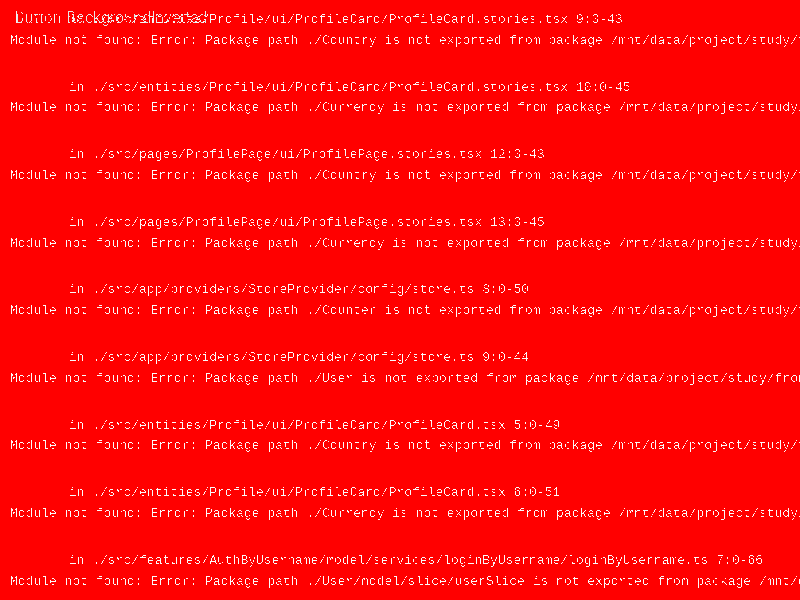 Button BackgroundInverted
/Profile/ui/ProfileCard/ProfileCard.stories.tsx 9:0-43
Module not found: Error: Package path ./Country is not exported from package /mnt/data/project/study/
in ./src/entities/Profile/ui/ProfileCard/ProfileCard.stories.tsx 10:0-45
Module not found: Error: Package path ./Currency is not exported from package /mnt/data/project/study
in ./src/pages/ProfilePage/ui/ProfilePage.stories.tsx 12:0-43
Module not found: Error: Package path ./Country is not exported from package /mnt/data/project/study/
in ./src/pages/ProfilePage/ui/ProfilePage.stories.tsx 13:0-45
Module not found: Error: Package path ./Currency is not exported from package /mnt/data/project/study
in ./src/app/providers/StoreProvider/config/store.ts 8:0-50
Module not found: Error: Package path ./Counter is not exported from package /mnt/data/project/study/
in ./src/app/providers/StoreProvider/config/store.ts 9:0-44
Module not found: Error: Package path ./User is not exported from package /mnt/data/project/study/fro
in ./src/entities/Profile/ui/ProfileCard/ProfileCard.tsx 5:0-49
Module not found: Error: Package path ./Country is not exported from package /mnt/data/project/study/
in ./src/entities/Profile/ui/ProfileCard/ProfileCard.tsx 6:0-51
Module not found: Error: Package path ./Currency is not exported from package /mnt/data/project/study
in ./src/features/AuthByUsername/model/services/loginByUsername/loginByUsername.ts 7:0-66
Module not found: Error: Package path ./User/model/slice/userSlice is not exported from package /mnt/